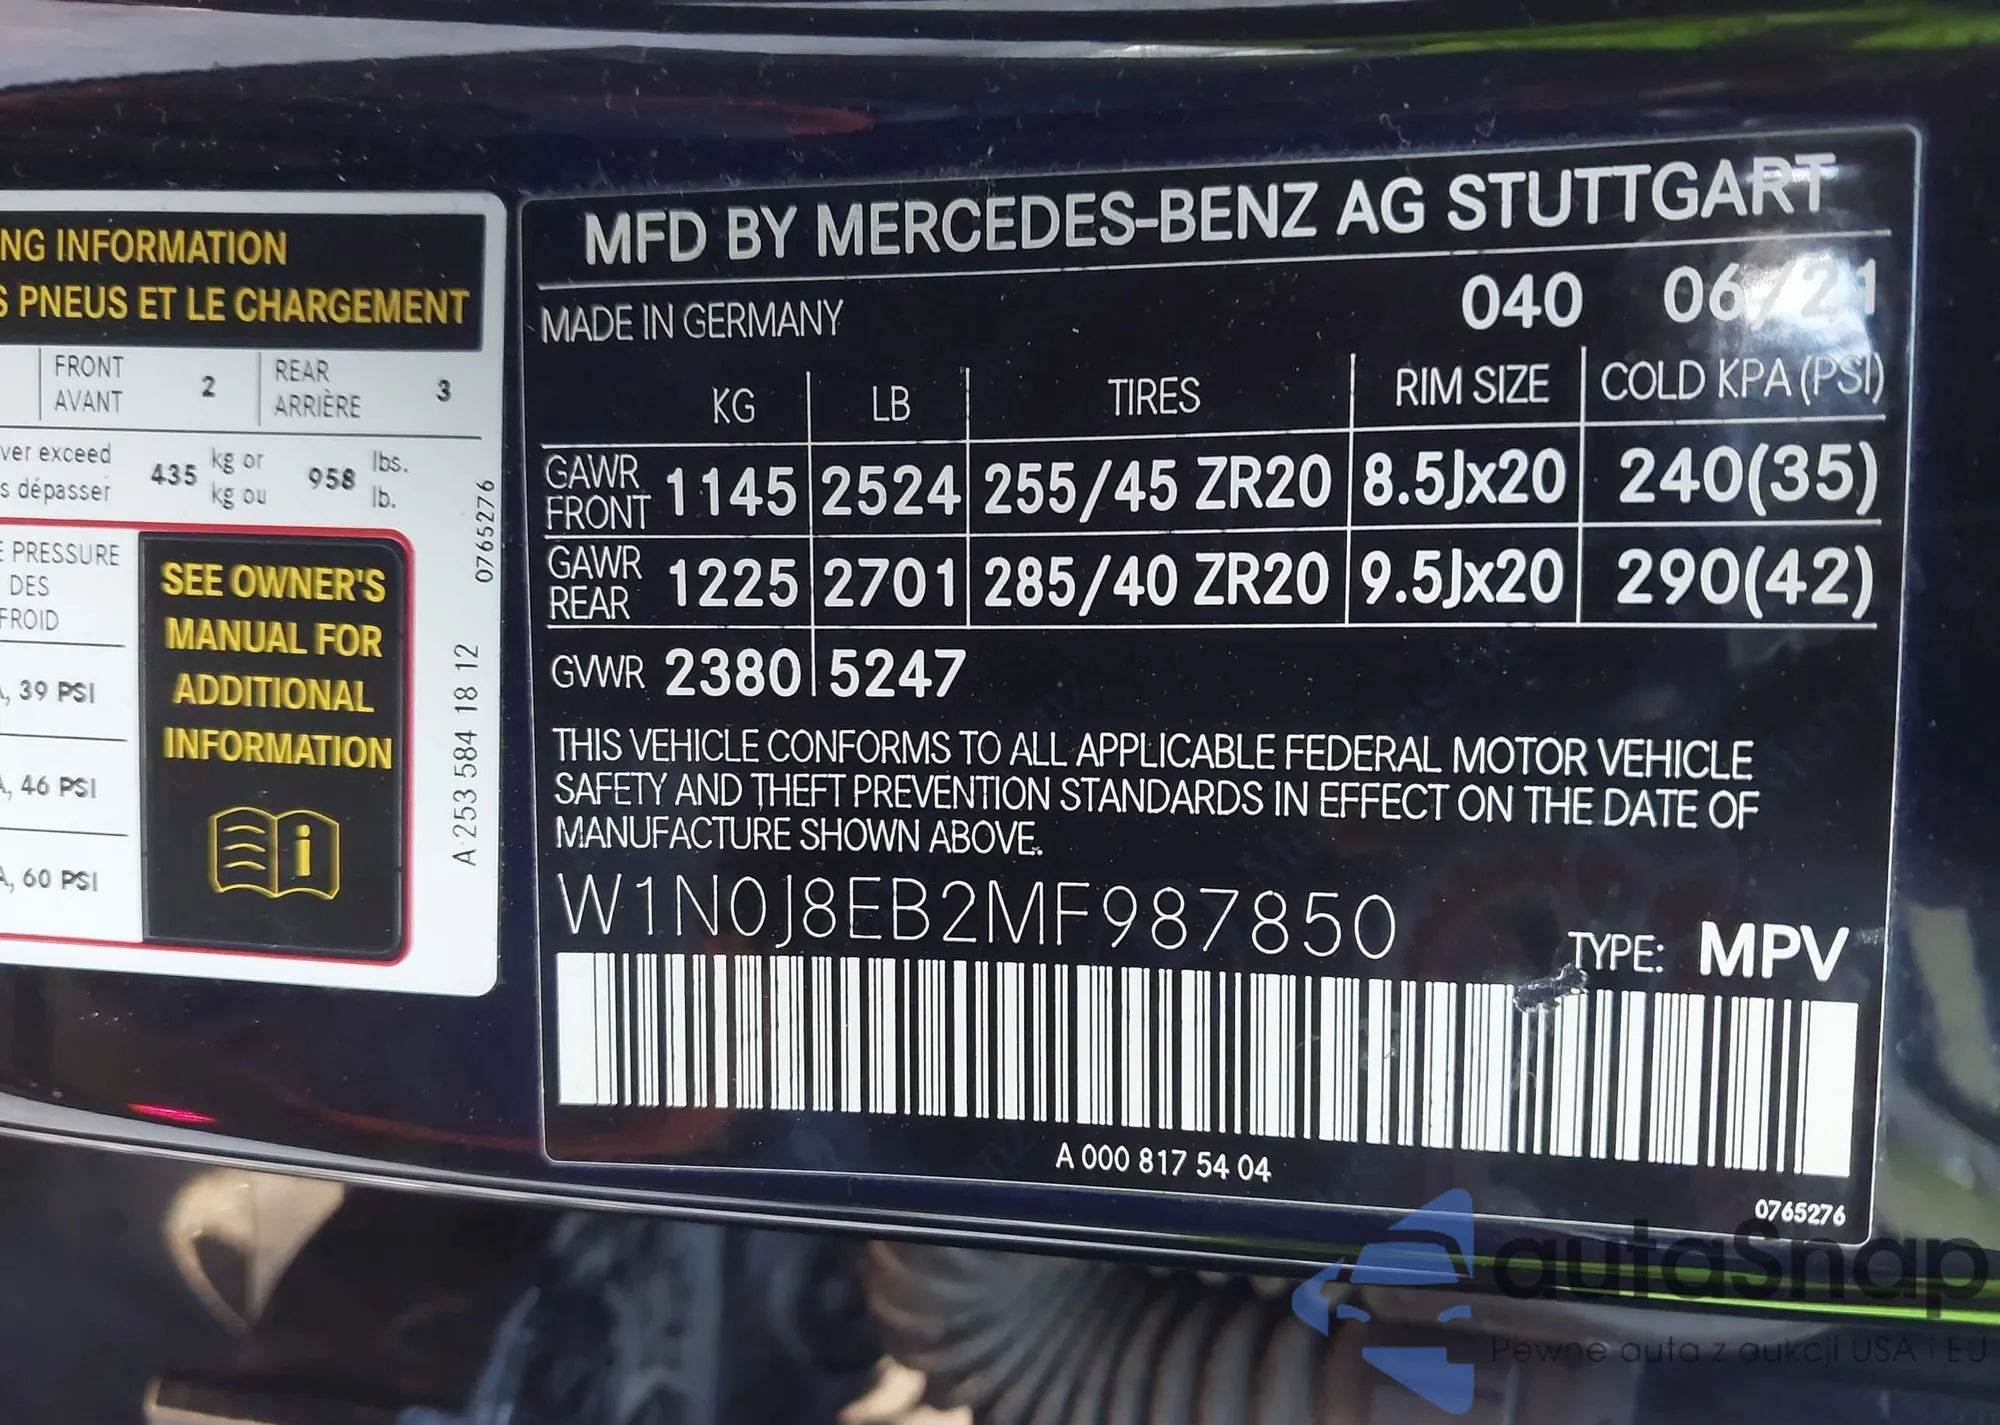 NG INFORMATION
S PNEUS ET LE CHARGEMENT
FRONT
AVANT
2
REAR
ARRIÈRE
3
ver exceed
s dépasser
435
kg or
kg ou
958
lbs.
lb.
0765276
E PRESSURE
DES
FROID
, 39 PSI
, 46 PSI
, 60 PSI
SEE OWNER'S
MANUAL FOR
ADDITIONAL
INFORMATION
A 253 584 18 12
MFD BY MERCEDES-BENZ AG STUTTGART
MADE IN GERMANY 040 06/21
KG LB TIRES RIM SIZE COLD KPA (PSI)
GAWR
FRONT
1145 2524 255/45 ZR20 8.5Jx20 240(35)
GAWR
REAR
1225 2701 285/40 ZR20 9.5Jx20 290(42)
GVWR 2380 5247
THIS VEHICLE CONFORMS TO ALL APPLICABLE FEDERAL MOTOR VEHICLE
SAFETY AND THEFT PREVENTION STANDARDS IN EFFECT ON THE DATE OF
MANUFACTURE SHOWN ABOVE.
W1N0J8EB2MF987850
TYPE: MPV
A 000 817 54 04
0765276
autaSnap
Pewne auta z aukcji USA i EU